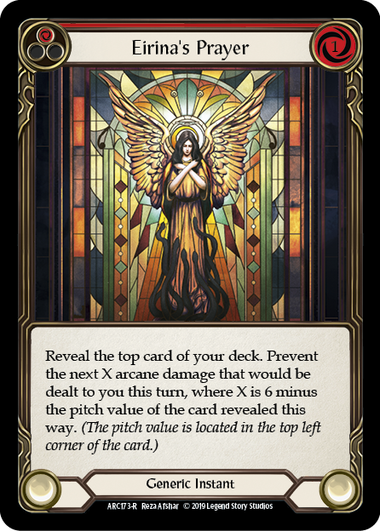 Eirina's Prayer
1
Reveal the top card of your deck. Prevent
the next X arcane damage that would be
dealt to you this turn, where X is 6 minus
the pitch value of the card revealed this
way. (The pitch value is located in the top left
corner of the card.)
Generic Instant
ARC173-R Reza Afshar © 2019 Legend Story Studios